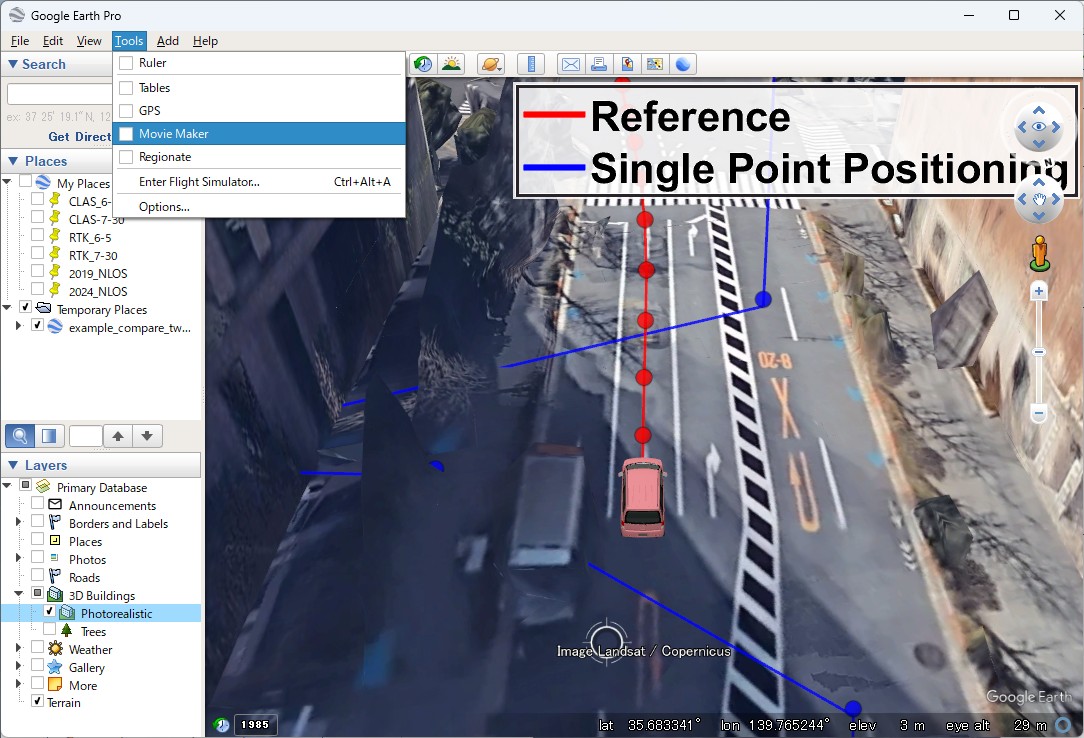 Google Earth Pro
File Edit View Tools Add Help
Search
ex: 37 25' 19.1" N, 12
Get Direct
Places
My Places
CLAS_6-
CLAS-7-30
RTK_6-5
RTK_7-30
2019_NLOS
2024_NLOS
Temporary Places
example_compare_tw...
Layers
Primary Database
Announcements
Borders and Labels
Places
Photos
Roads
3D Buildings
Photorealistic
Trees
Weather
Gallery
More
Terrain
Ruler
Tables
GPS
Movie Maker
Regionate
Enter Flight Simulator... Ctrl+Alt+A
Options...
Reference
Single Point Positioning
N
8-20
Image Landsat / Copernicus
Google Earth
1985
lat 35.683341° lon 139.765244° elev 3 m eye alt 29 m